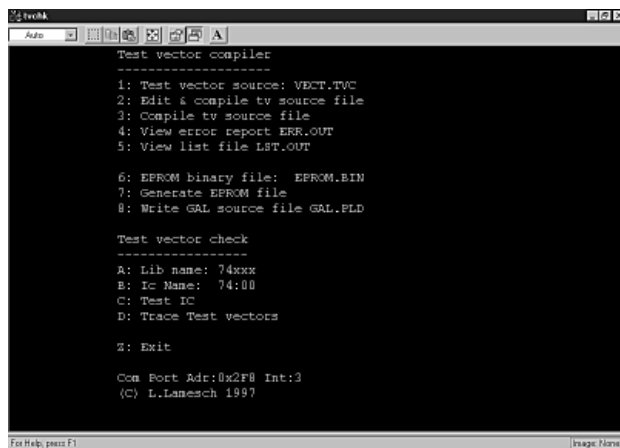 tvchk
Auto
A
Test vector compiler
--------------------
1: Test vector source: VECT.TVC
2: Edit & compile tv source file
3: Compile tv source file
4: View error report ERR.OUT
5: View list file LST.OUT
6: EPROM binary file: EPROM.BIN
7: Generate EPROM file
8: Write GAL source file GAL.PLD
Test vector check
-----------------
A: Lib name: 74xxx
B: Ic Name: 74:00
C: Test IC
D: Trace Test vectors
Z: Exit
Com Port Adr:0x2F8 Int:3
(C) L.Lamesch 1997
For Help, press F1
Image: None